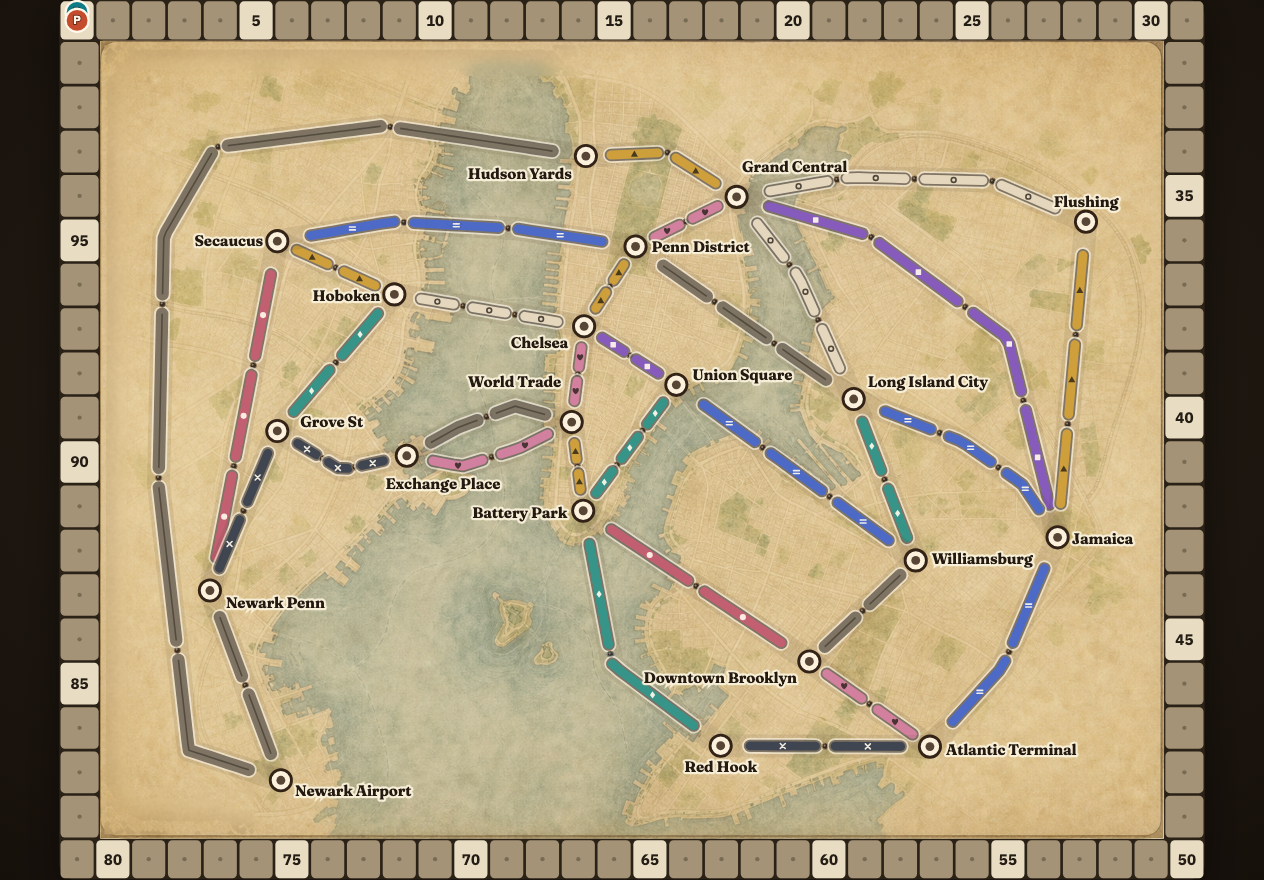 P
5
10
15
20
25
30
Grand Central
Hudson Yards
35
Flushing
95
Secaucus
Penn District
Hoboken
Chelsea
World Trade
Union Square
Long Island City
40
Grove St
90
Exchange Place
Battery Park
Jamaica
Williamsburg
Newark Penn
45
85
Downtown Brooklyn
Atlantic Terminal
Red Hook
Newark Airport
80
75
70
65
60
55
50